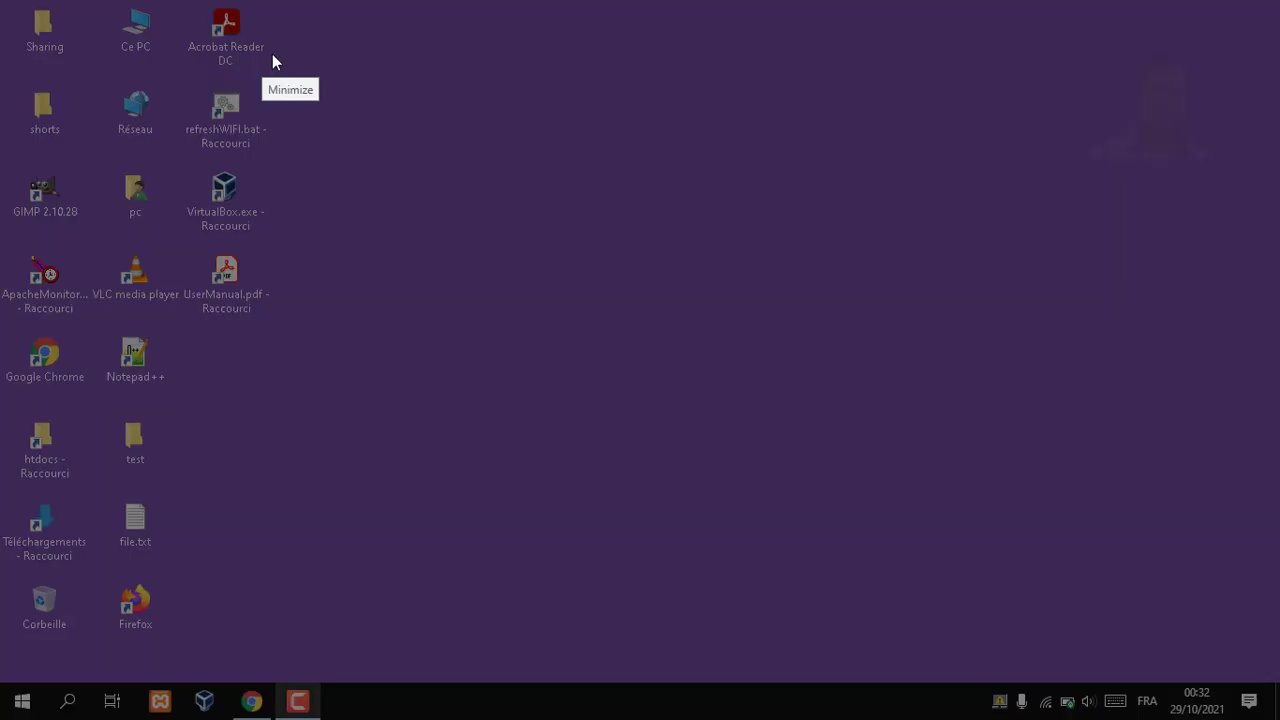 Sharing
Ce PC
Acrobat Reader
DC
Minimize
shorts
Réseau
refreshWIFI.bat -
Raccourci
GIMP 2.10.28
pc
VirtualBox.exe -
Raccourci
ApacheMonitor...
- Raccourci
VLC media player
UserManual.pdf -
Raccourci
Google Chrome
Notepad++
htdocs -
Raccourci
test
Téléchargements
- Raccourci
file.txt
Corbeille
Firefox
FRA
00:32
29/10/2021